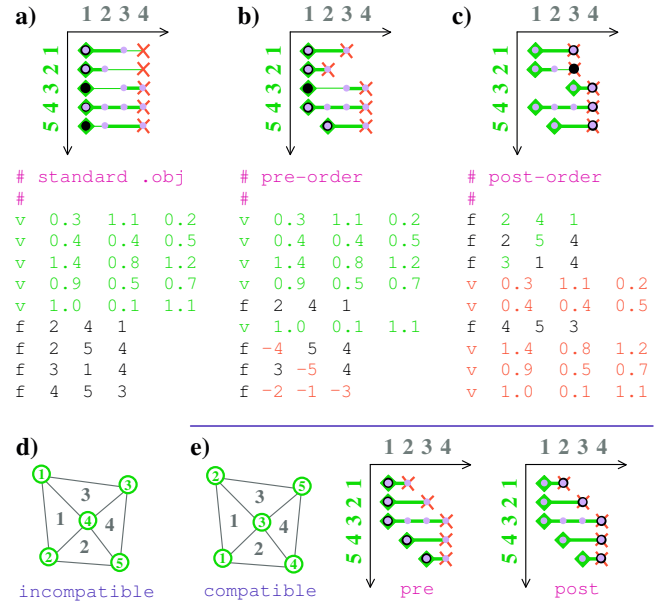 a)
1 2 3 4
1
2
3
4
5
# standard .obj
#
v 0.3 1.1 0.2
v 0.4 0.4 0.5
v 1.4 0.8 1.2
v 0.9 0.5 0.7
v 1.0 0.1 1.1
f 2 4 1
f 2 5 4
f 3 1 4
f 4 5 3
b)
1 2 3 4
1
2
3
4
5
# pre-order
#
v 0.3 1.1 0.2
v 0.4 0.4 0.5
v 1.4 0.8 1.2
v 0.9 0.5 0.7
f 2 4 1
v 1.0 0.1 1.1
f -4 5 4
f 3 -5 4
f -2 -1 -3
c)
1 2 3 4
1
2
3
4
5
# post-order
#
f 2 4 1
f 2 5 4
f 3 1 4
v 0.3 1.1 0.2
v 0.4 0.4 0.5
f 4 5 3
v 1.4 0.8 1.2
v 0.9 0.5 0.7
v 1.0 0.1 1.1
d)
1
3
3
1
4
4
2
2
5
incompatible
e)
2
5
3
1
3
4
2
1
4
compatible
1 2 3 4
1
2
3
4
5
pre
1 2 3 4
1
2
3
4
5
post